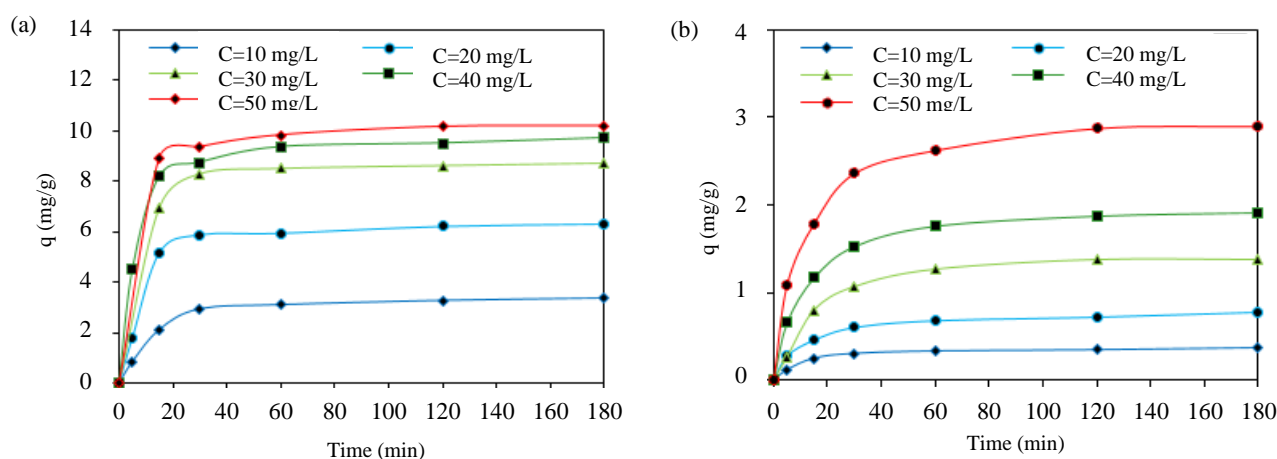 (a)
14
12
10
8
6
4
2
0
q (mg/g)
C=10 mg/L
C=20 mg/L
C=30 mg/L
C=40 mg/L
C=50 mg/L
0 20 40 60 80 100 120 140 160 180
Time (min)
(b)
4
3
2
1
0
q (mg/g)
C=10 mg/L
C=20 mg/L
C=30 mg/L
C=40 mg/L
C=50 mg/L
0 20 40 60 80 100 120 140 160 180
Time (min)